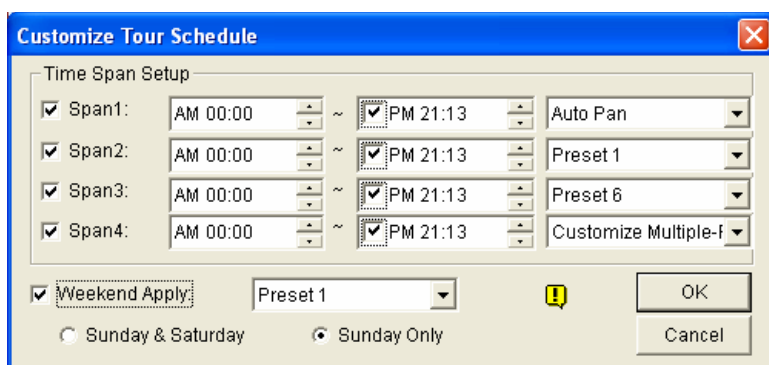 Customize Tour Schedule
Time Span Setup
Span1: AM 00:00 ~ PM 21:13 Auto Pan
Span2: AM 00:00 ~ PM 21:13 Preset 1
Span3: AM 00:00 ~ PM 21:13 Preset 6
Span4: AM 00:00 ~ PM 21:13 Customize Multiple-F
Weekend Apply: Preset 1 OK
Sunday & Saturday Sunday Only Cancel